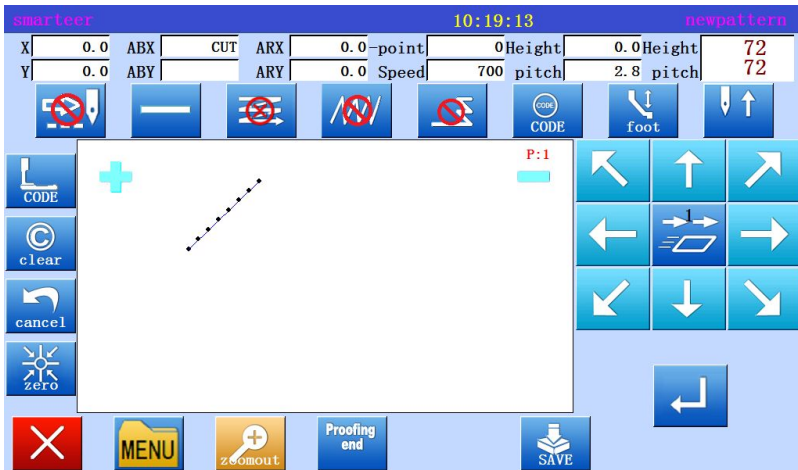 smarteer 10:19:13 newpattern
X 0.0 ABX CUT ARX 0.0 -point 0 Height 0.0 Height 72
Y 0.0 ABY ARY 0.0 Speed 700 pitch 2.8 pitch 72
CODE CODE foot
P:1
CODE
1
clear
cancel
zero
MENU zoomout Proofing end SAVE